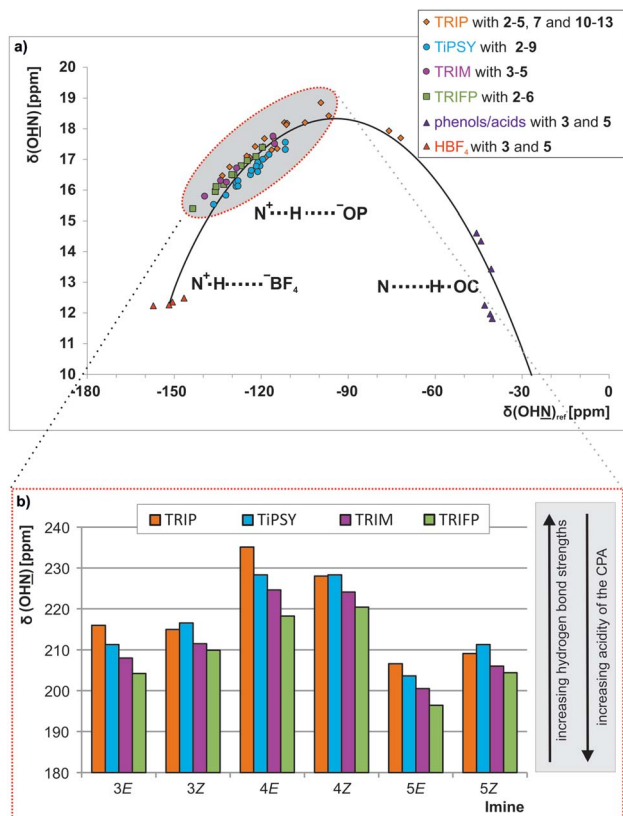 a)
δ(OHN) [ppm]
20
19
18
17
16
15
14
13
12
11
10
-180
-150
-120
-90
-60
-30
0
δ(OHN)ref [ppm]
TRIP with 2-5, 7 and 10-13
TiPSY with 2-9
TRIM with 3-5
TRIFP with 2-6
phenols/acids with 3 and 5
HBF₄ with 3 and 5
N⁺–H ⁻OP
N⁺–H ⁻BF₄
N H–OC
b)
TRIP TiPSY TRIM TRIFP
δ (OHN) [ppm]
240
230
220
210
200
190
180
3E 3Z 4E 4Z 5E 5Z
Imine
increasing hydrogen bond strengths
increasing acidity of the CPA